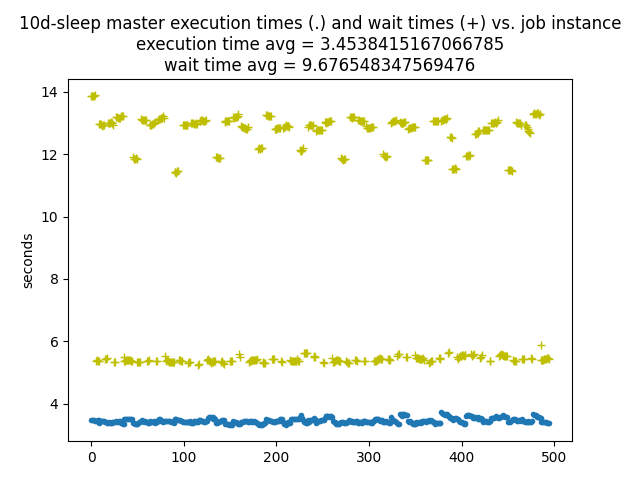 10d-sleep master execution times (.) and wait times (+) vs. job instance
execution time avg = 3.4538415167066785
wait time avg = 9.676548347569476
14
12
10
8
6
4
seconds
0 100 200 300 400 500